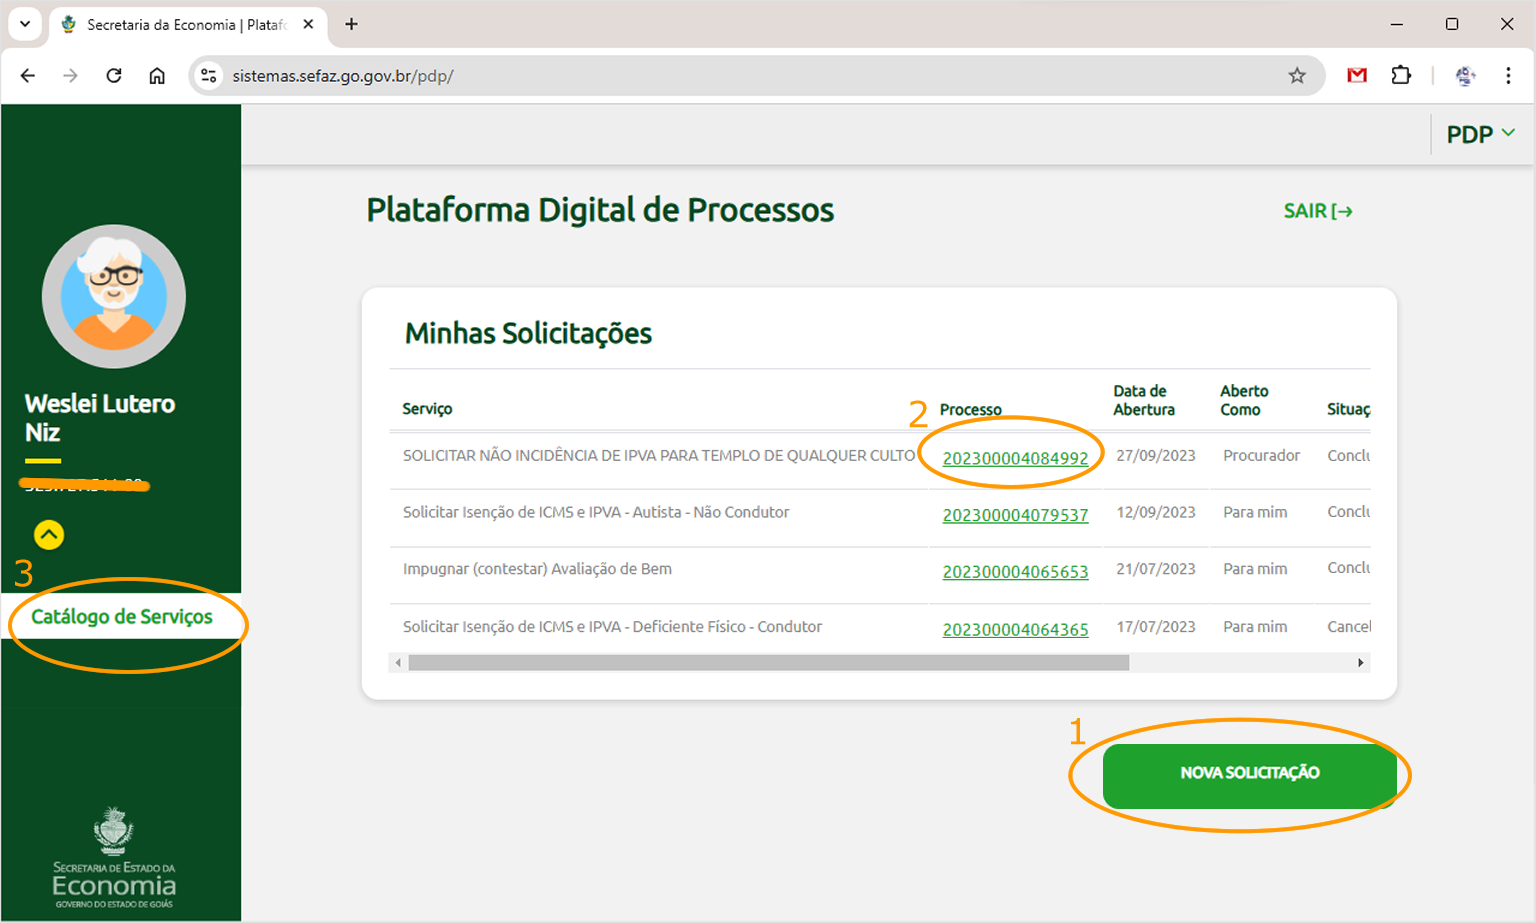 Secretaria da Economia | Plataf
sistemas.sefaz.go.gov.br/pdp/
PDP
Plataforma Digital de Processos
SAIR
Weslei Lutero
Niz
3
Catálogo de Serviços
SECRETARIA DE ESTADO DA
Economia
GOVERNO DO ESTADO DE GOIÁS
Minhas Solicitações
Serviço
2
Processo
Data de
Abertura
Aberto
Como
Situaç
SOLICITAR NÃO INCIDÊNCIA DE IPVA PARA TEMPLO DE QUALQUER CULTO 202300004084992 27/09/2023 Procurador Conclu
Solicitar Isenção de ICMS e IPVA - Autista - Não Condutor 202300004079537 12/09/2023 Para mim Conclu
Impugnar (contestar) Avaliação de Bem 202300004065653 21/07/2023 Para mim Conclu
Solicitar Isenção de ICMS e IPVA - Deficiente Físico - Condutor 202300004064365 17/07/2023 Para mim Cancel
1
NOVA SOLICITAÇÃO